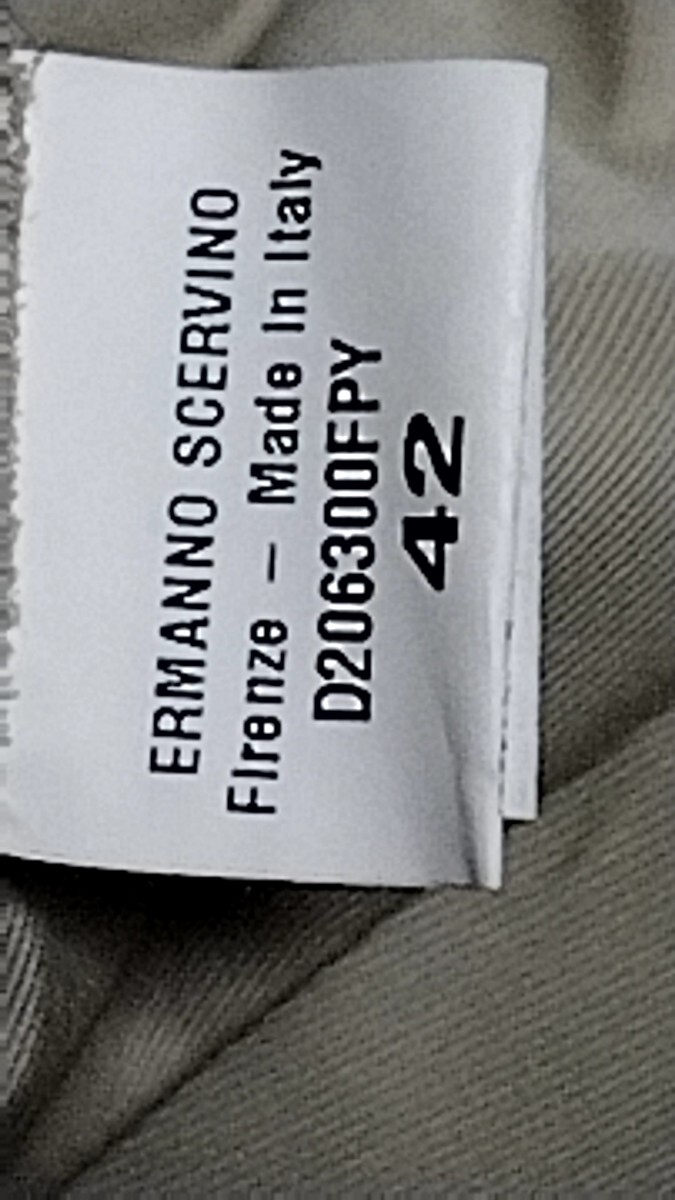 ERMANNO SCERVINO
Firenze - Made In Italy
D206300FPY
42